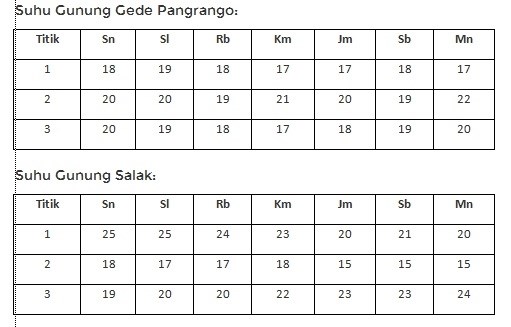 Suhu Gunung Gede Pangrango:
Titik Sn Sl Rb Km Jm Sb Mn
1 18 19 18 17 17 18 17
2 20 20 19 21 20 19 22
3 20 19 18 17 18 19 20
Suhu Gunung Salak:
Titik Sn Sl Rb Km Jm Sb Mn
1 25 25 24 23 20 21 20
2 18 17 17 18 15 15 15
3 19 20 20 22 23 23 24